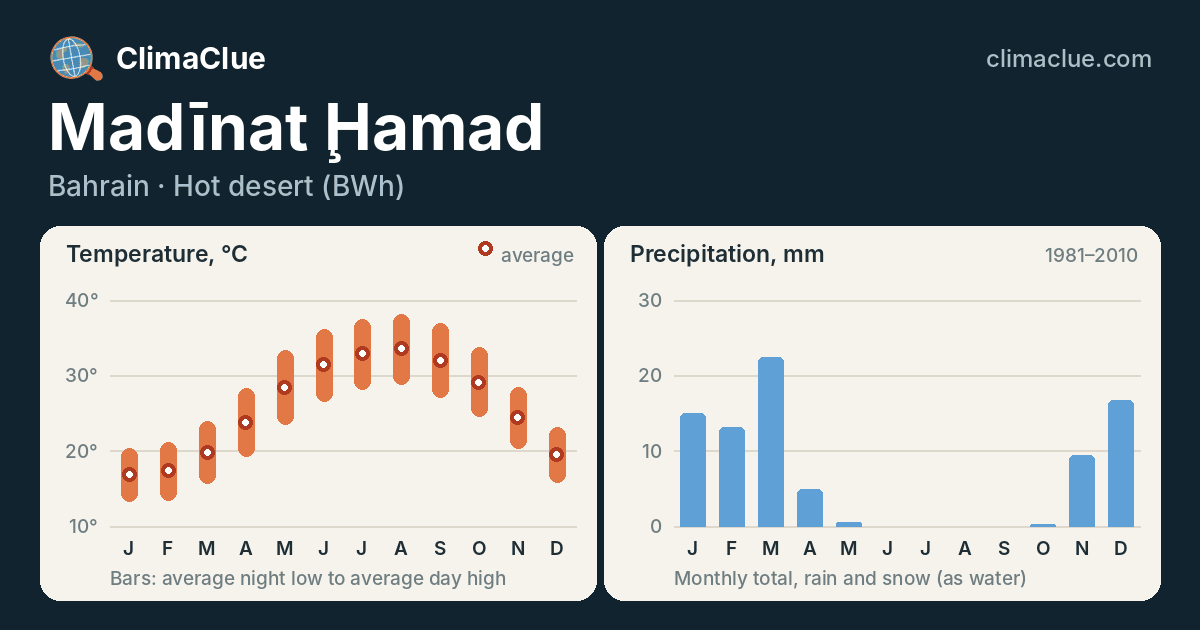 ClimaClue
climaclue.com
Madīnat Ḩamad
Bahrain · Hot desert (BWh)
Temperature, °C
average
40°
30°
20°
10°
J F M A M J J A S O N D
Bars: average night low to average day high
Precipitation, mm
1981–2010
30
20
10
0
J F M A M J J A S O N D
Monthly total, rain and snow (as water)